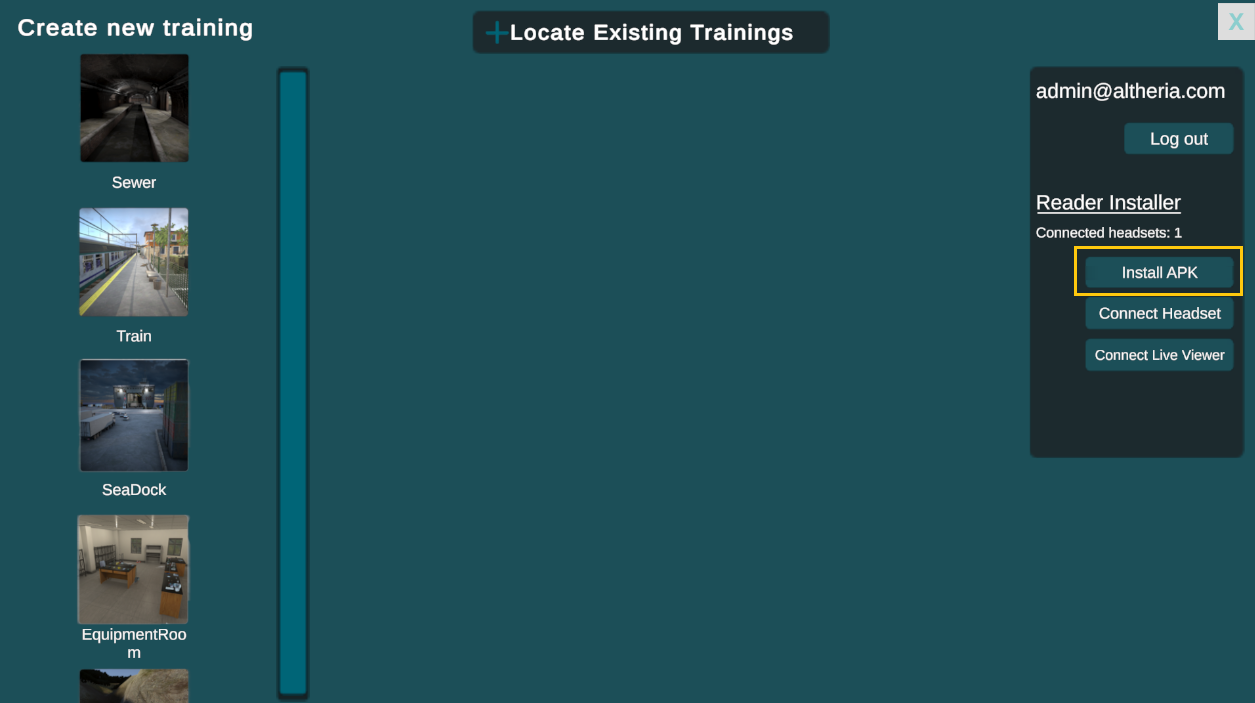 Create new training
Locate Existing Trainings
X
Sewer
Train
SeaDock
EquipmentRoo
m
admin@altheria.com
Log out
Reader Installer
Connected headsets: 1
Install APK
Connect Headset
Connect Live Viewer